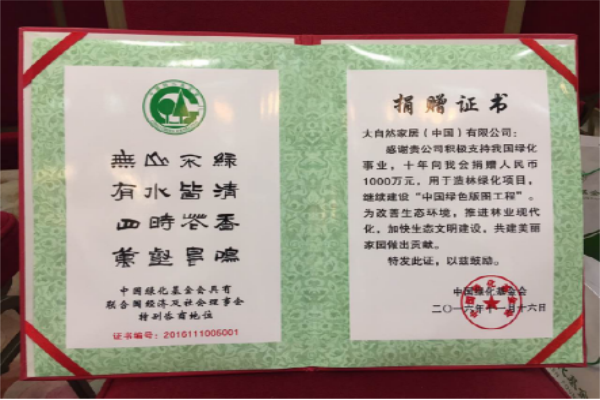 無山不綠
有水皆清
四時花香
萬壑鳥鳴
中国绿化基金会具有
联合国经济及社会理事会
特别咨商地位
证书编号：2016111006001
捐赠证书
大自然家居（中国）有限公司：
感谢贵公司积极支持我国绿化
事业，十年向我会捐赠人民币
1000万元，用于造林绿化项目，
继续建设“中国绿色版图工程”。
为改善生态环境，推进林业现代
化，加快生态文明建设，共建美丽
家园做出贡献。
特发此证，以兹鼓励。
中国绿化基金会
二〇一六年十一月十六日